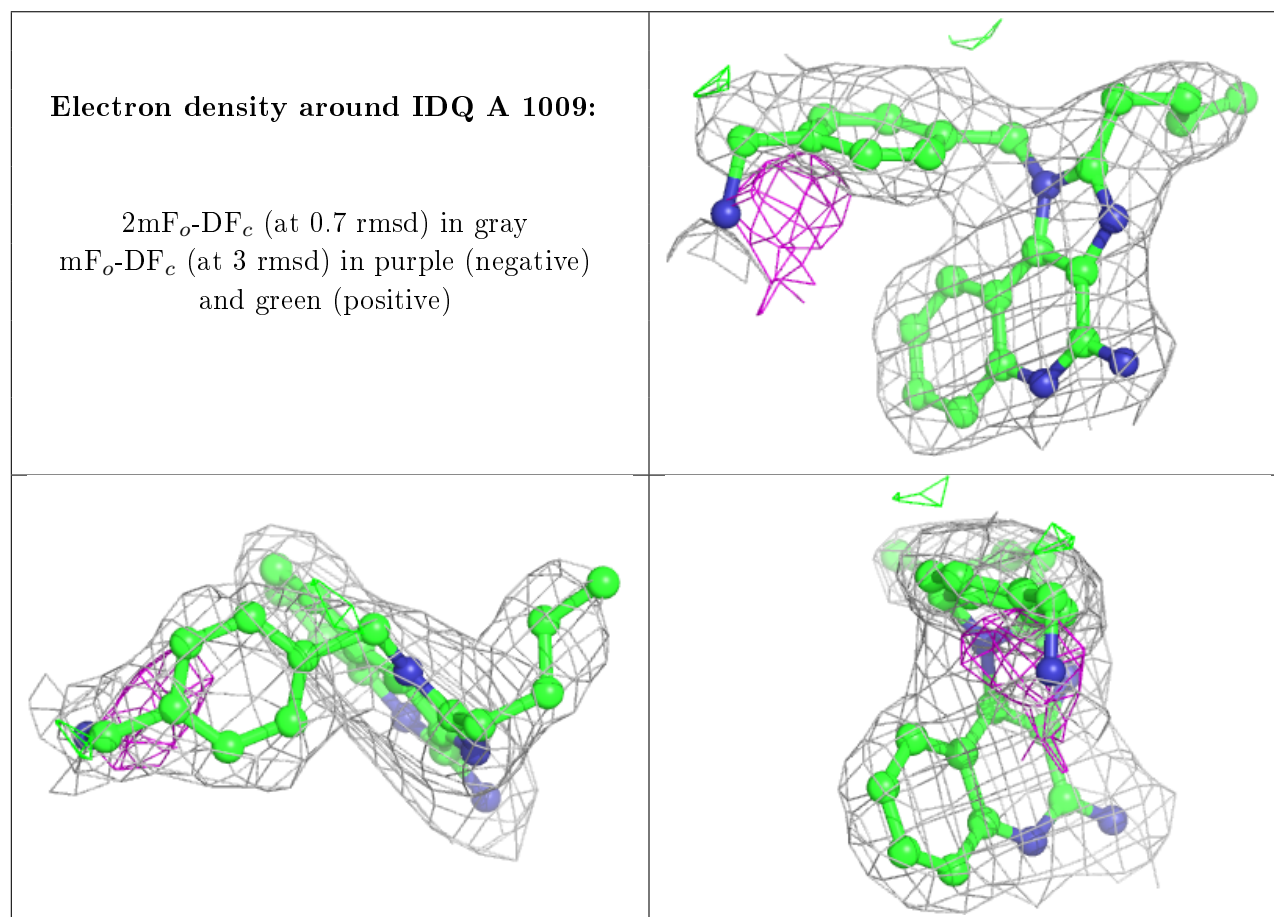 Electron density around IDQ A 1009:
2mFₒ-DF𝑐 (at 0.7 rmsd) in gray
mFₒ-DF𝑐 (at 3 rmsd) in purple (negative)
and green (positive)